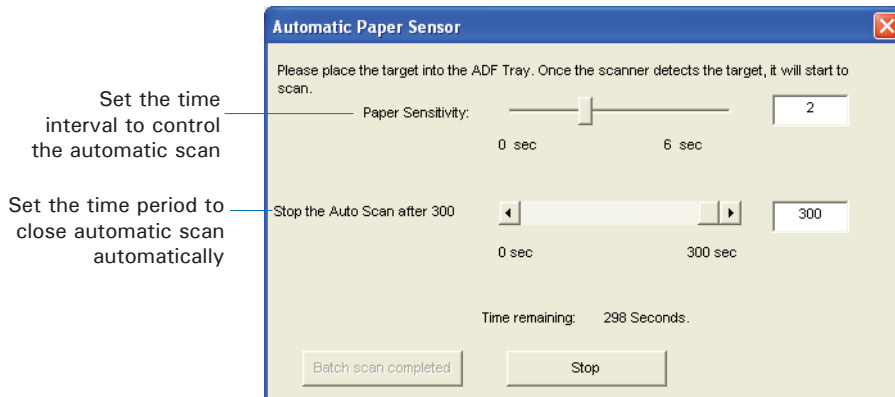 Automatic Paper Sensor
Please place the target into the ADF Tray. Once the scanner detects the target, it will start to
scan.
Set the time
interval to control
the automatic scan
Paper Sensitivity:
2
0 sec
6 sec
Set the time period to
close automatic scan
automatically
Stop the Auto Scan after 300
300
0 sec
300 sec
Time remaining: 298 Seconds.
Batch scan completed
Stop